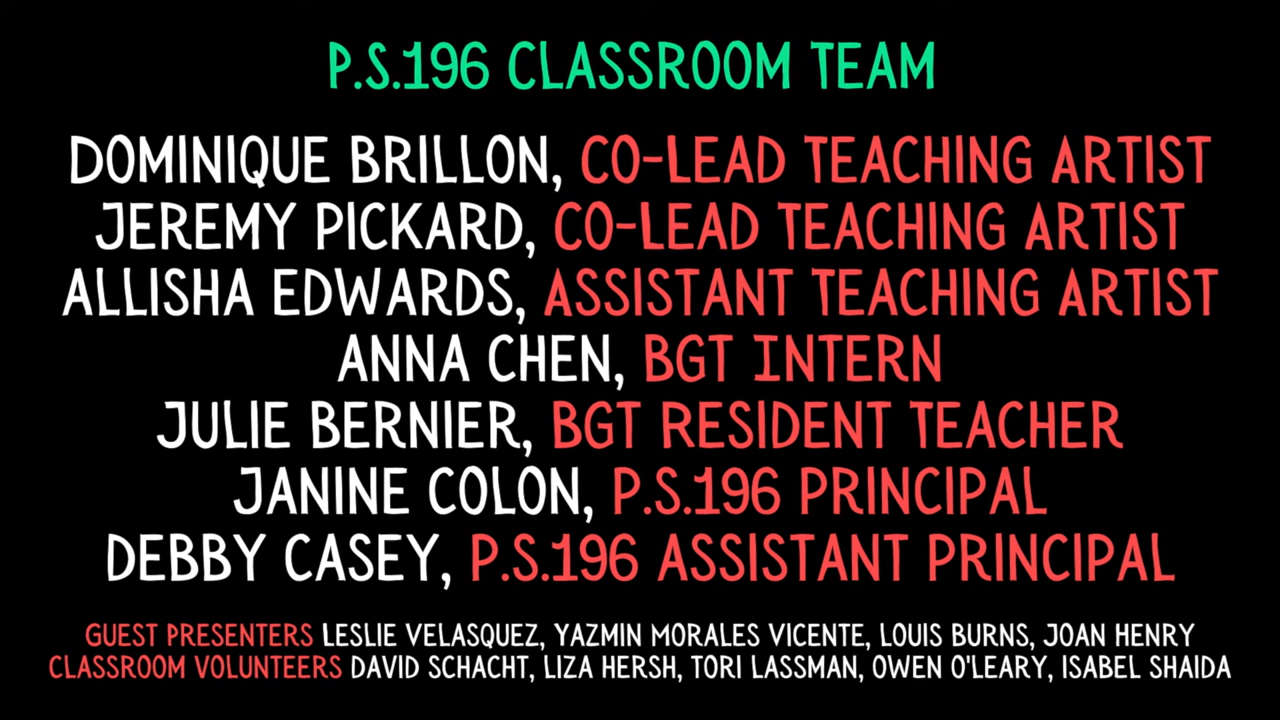 P.S.196 CLASSROOM TEAM
DOMINIQUE BRILLON, CO-LEAD TEACHING ARTIST
JEREMY PICKARD, CO-LEAD TEACHING ARTIST
ALLISHA EDWARDS, ASSISTANT TEACHING ARTIST
ANNA CHEN, BGT INTERN
JULIE BERNIER, BGT RESIDENT TEACHER
JANINE COLON, P.S.196 PRINCIPAL
DEBBY CASEY, P.S.196 ASSISTANT PRINCIPAL
GUEST PRESENTERS LESLIE VELASQUEZ, YAZMIN MORALES VICENTE, LOUIS BURNS, JOAN HENRY
CLASSROOM VOLUNTEERS DAVID SCHACHT, LIZA HERSH, TORI LASSMAN, OWEN O'LEARY, ISABEL SHAIDA